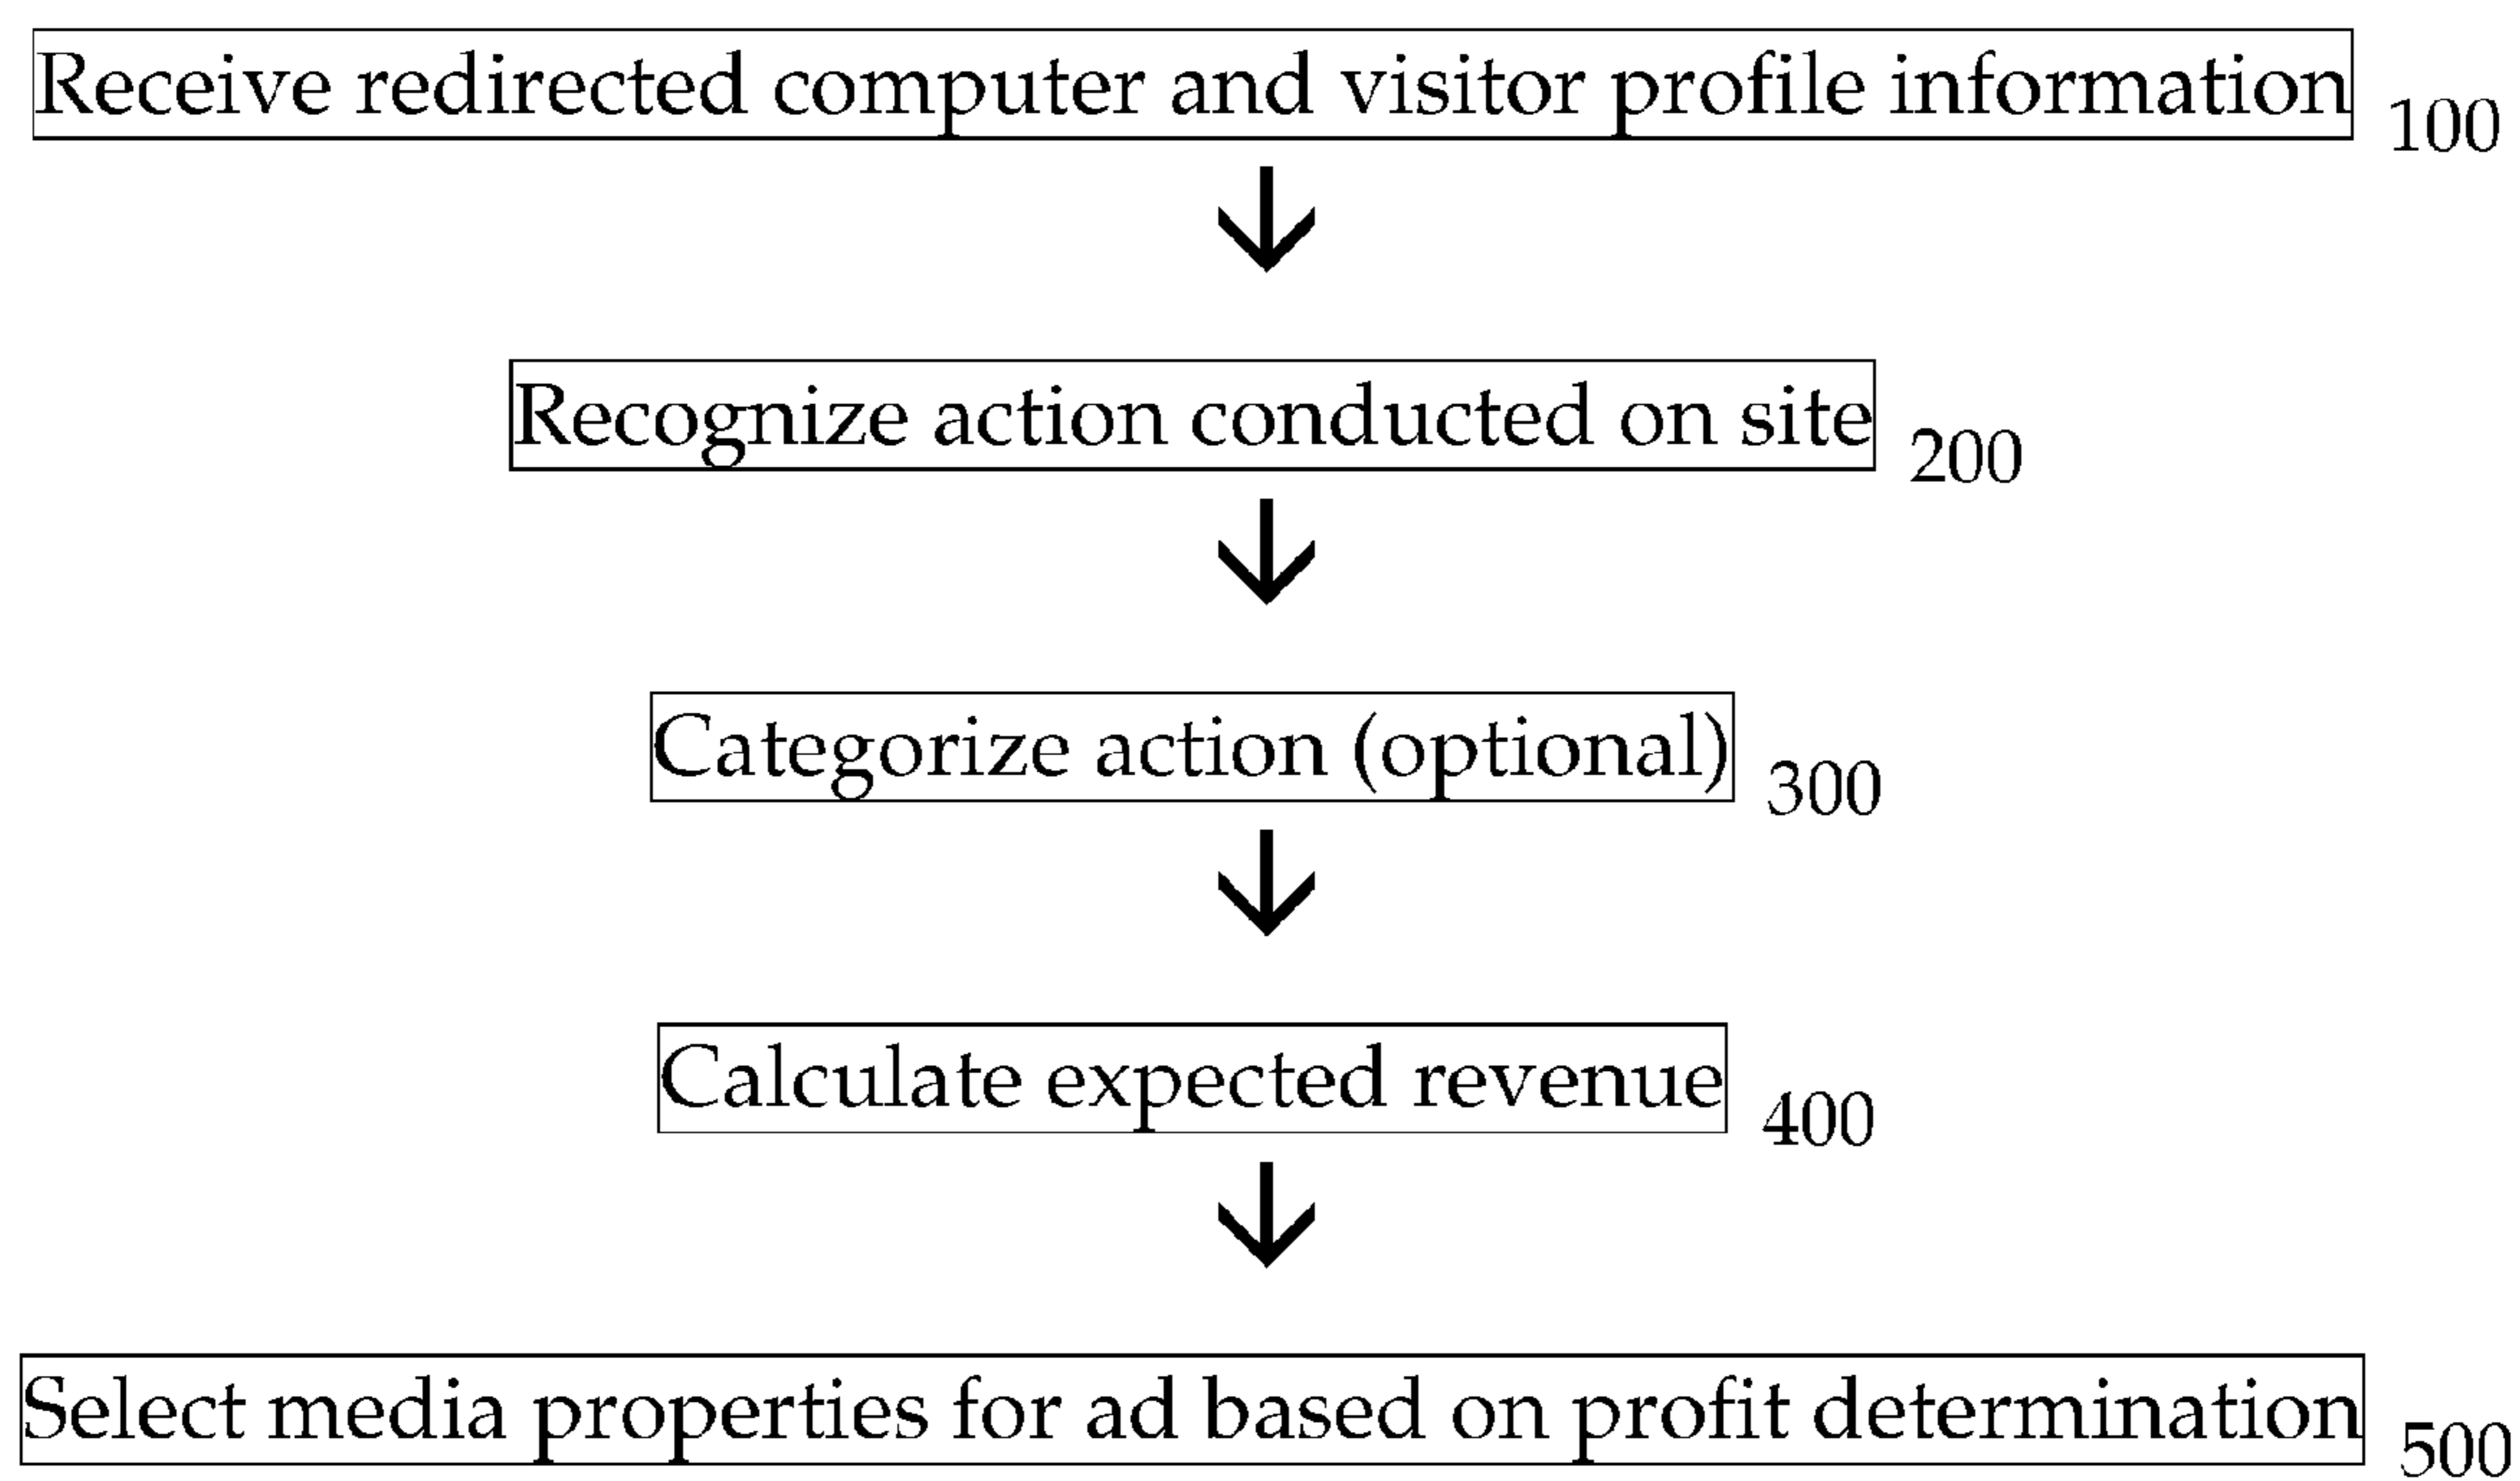 Receive redirected computer and visitor profile information 100
Recognize action conducted on site 200
Categorize action (optional) 300
Calculate expected revenue 400
Select media properties for ad based on profit determination 500